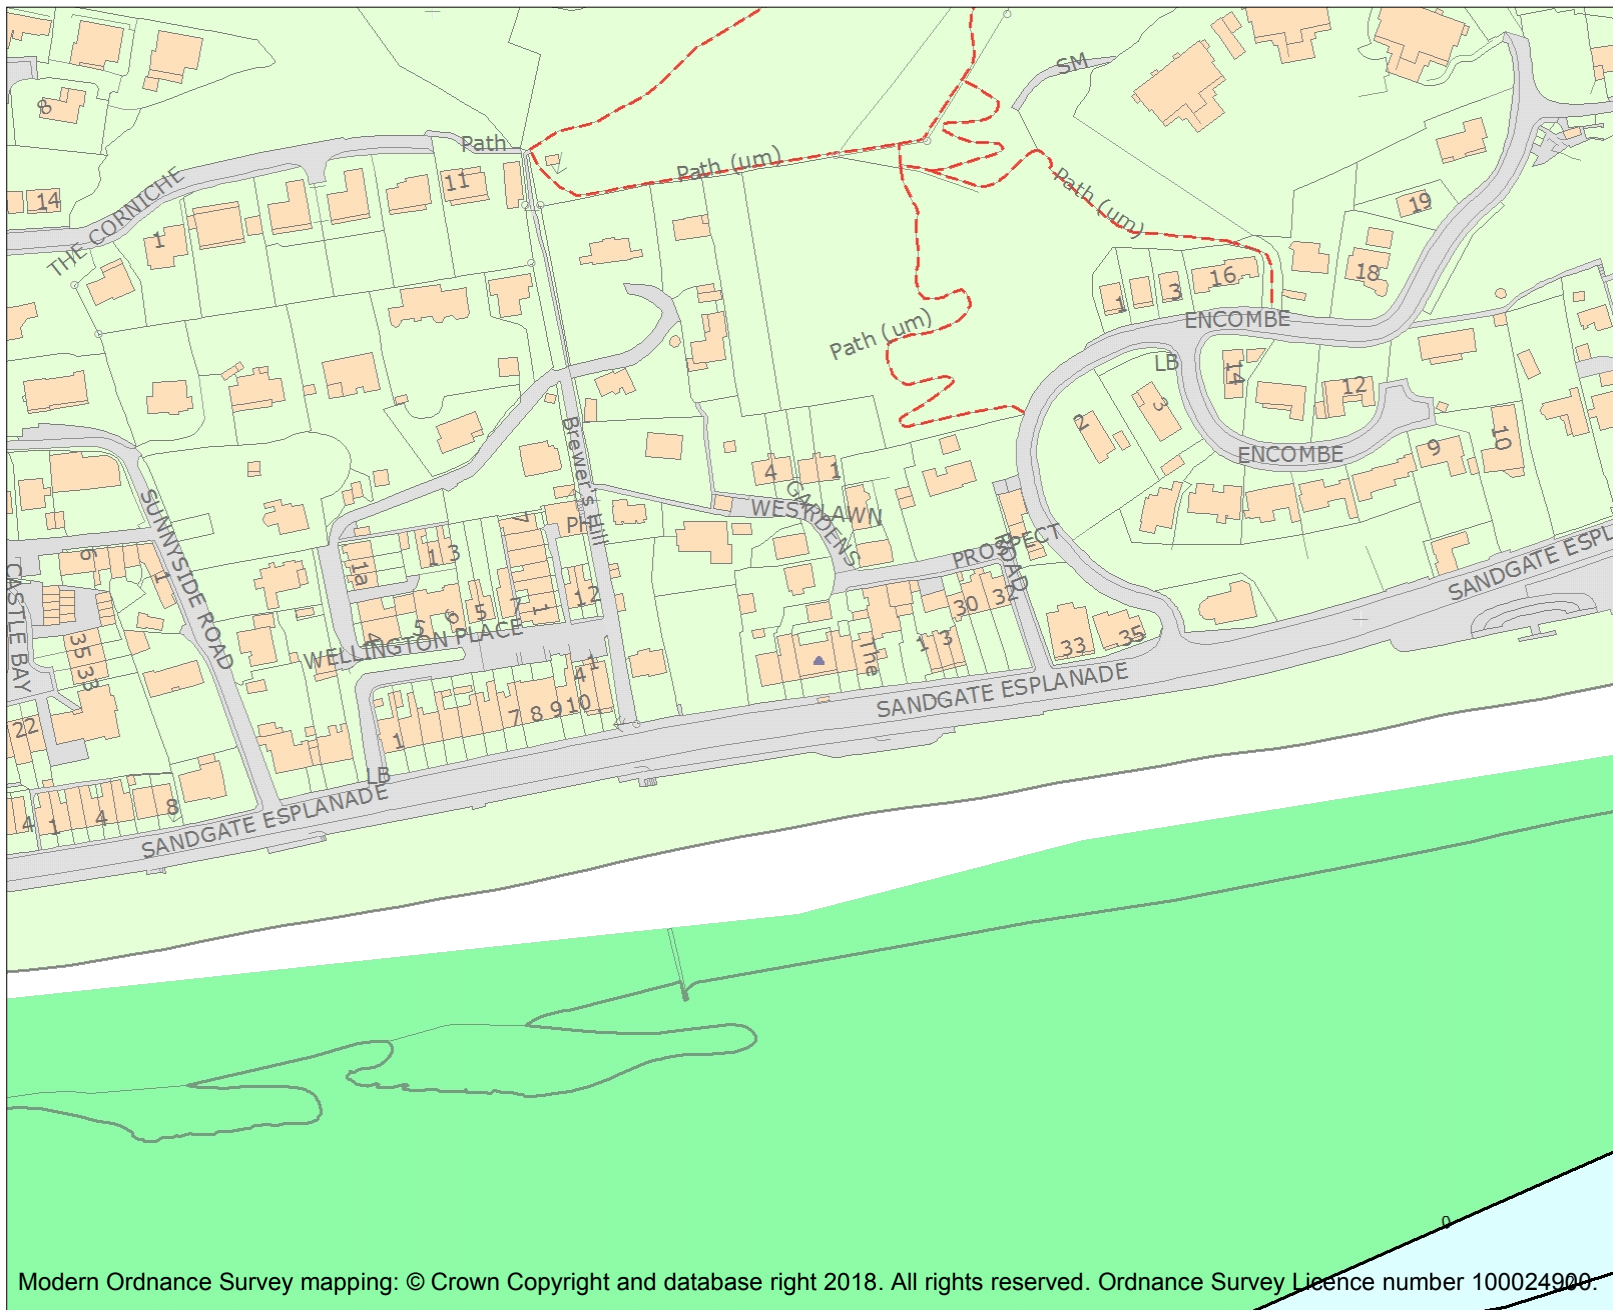 SM
8
Path
Path (um)
11
14
THE CORNICHE
1
Path (um)
19
18
16
3
1
ENCOMBE
Path (um)
LB
14
12
2
3
ENCOMBE
9
10
Brewer's Hill
4
1
WEST LAWN
GARDENS
SUNNYSIDE ROAD
PH
7
1 3
1a
6
1
PROSPECT
ROAD
SANDGATE ESPL
CASTLE BAY
35
33
4
5
6
5
7
1
12
WELLINGTON PLACE
30
32
33
35
The
1 3
41
SANDGATE ESPLANADE
22
7 8 9 10
1
LB
SANDGATE ESPLANADE
4
1
4
8
0
Modern Ordnance Survey mapping: © Crown Copyright and database right 2018. All rights reserved. Ordnance Survey Licence number 100024900.